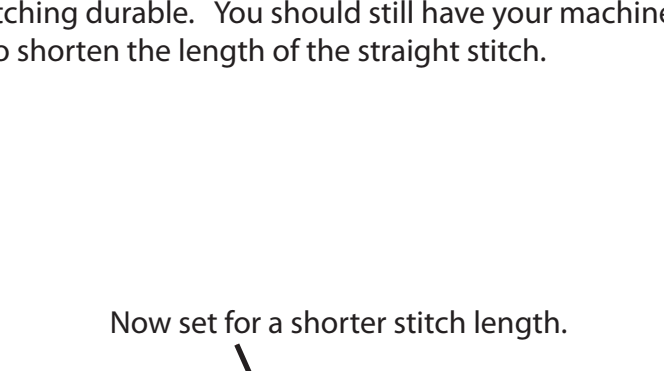 tching durable. You should still have your machine
o shorten the length of the straight stitch.
Now set for a shorter stitch length.